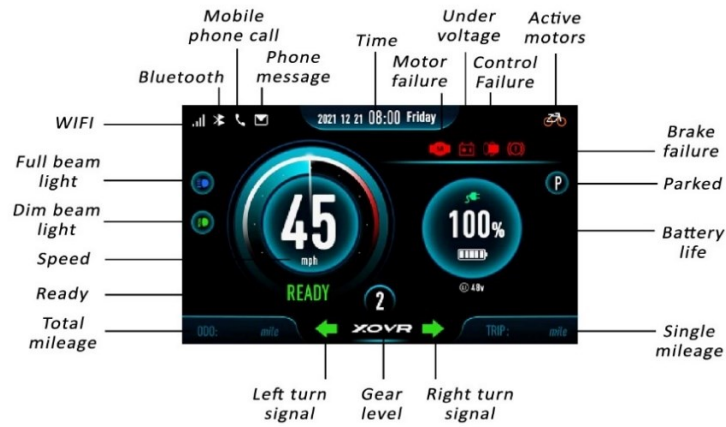 Mobile
phone call
Under
voltage
Active
motors
Bluetooth
Phone
message
Time
Motor
failure
Control
Failure
WIFI
2021 12 21 08:00 Friday
Brake
failure
Full beam
light
P
Parked
Dim beam
light
45
mph
100%
Battery
life
Speed
48v
Ready
READY
2
Total
mileage
ODO: mile
XOVR
TRIP: mile
Single
mileage
Left turn
signal
Gear
level
Right turn
signal